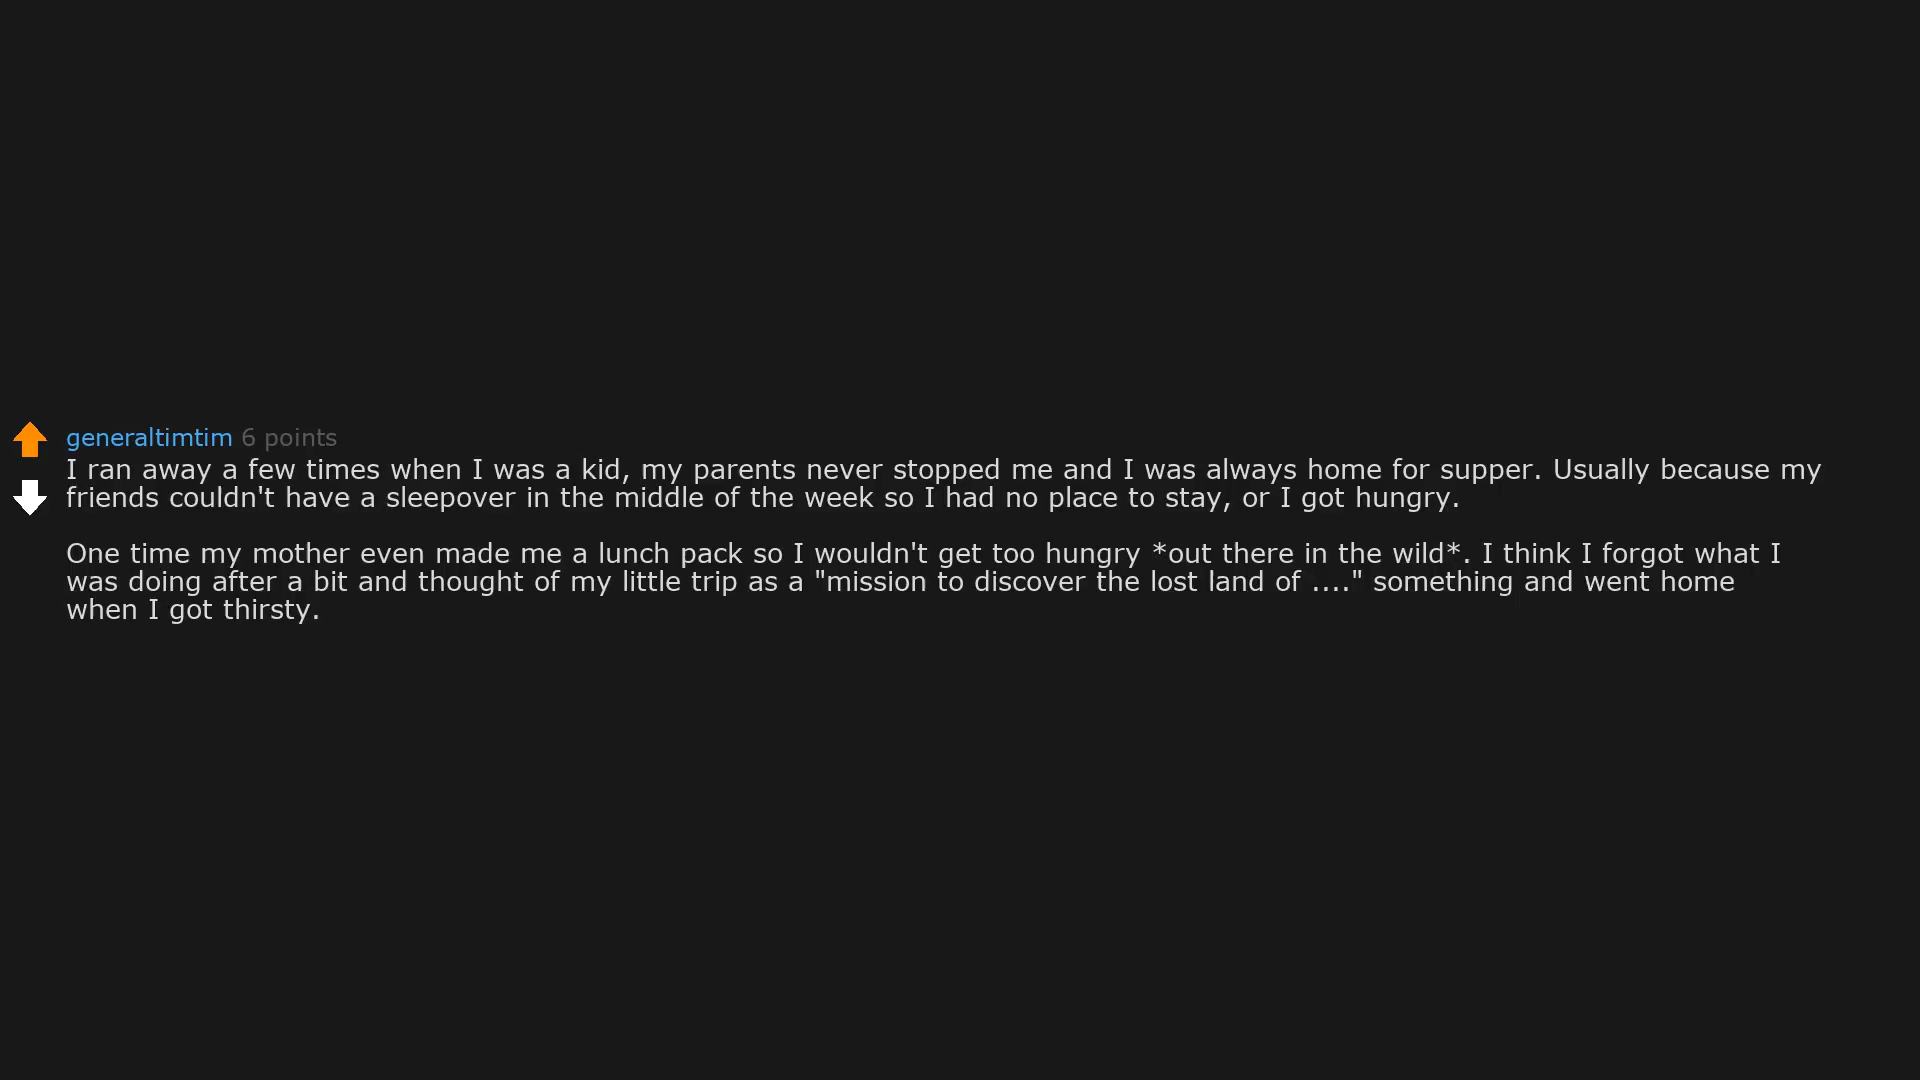 generaltimtim 6 points
I ran away a few times when I was a kid, my parents never stopped me and I was always home for supper. Usually because my
friends couldn't have a sleepover in the middle of the week so I had no place to stay, or I got hungry.
One time my mother even made me a lunch pack so I wouldn't get too hungry *out there in the wild*. I think I forgot what I
was doing after a bit and thought of my little trip as a "mission to discover the lost land of ...." something and went home
when I got thirsty.